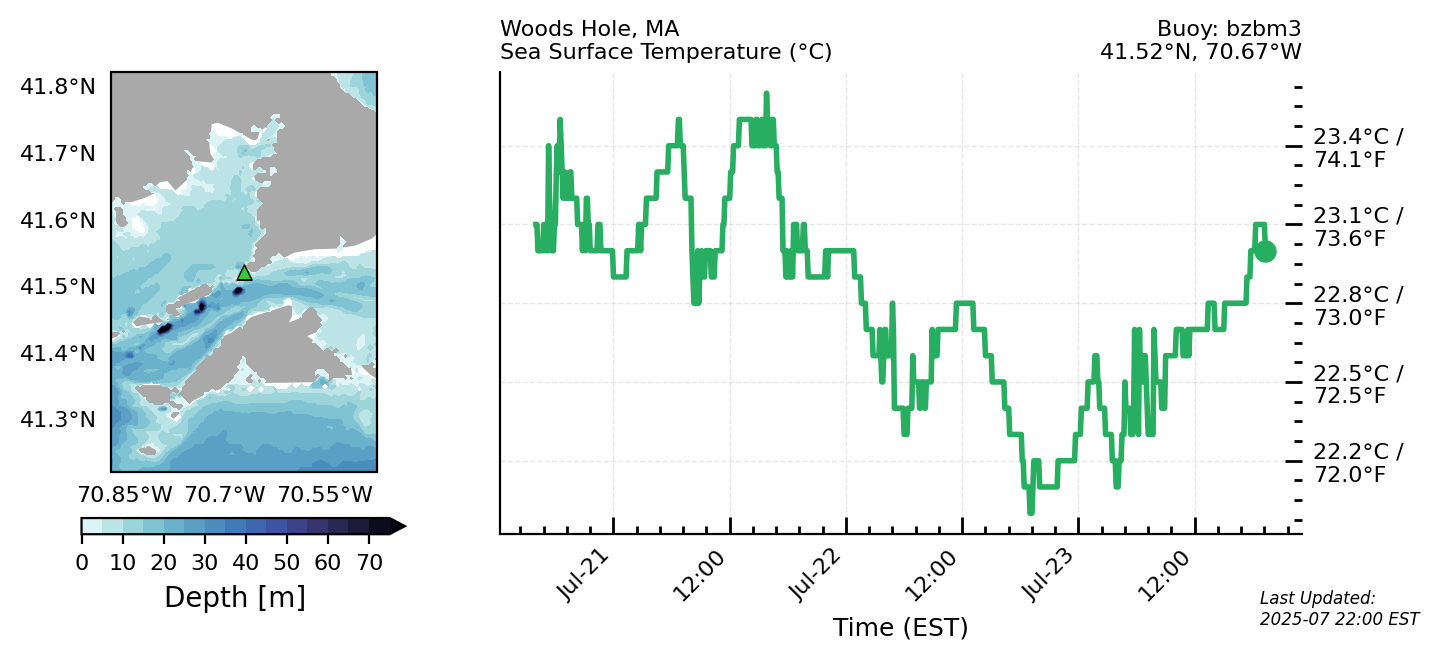 Woods Hole, MA
Sea Surface Temperature (°C)
Buoy: bzbm3
41.52°N, 70.67°W
41.8°N
41.7°N
41.6°N
41.5°N
41.4°N
41.3°N
70.85°W 70.7°W 70.55°W
0 10 20 30 40 50 60 70
Depth [m]
23.4°C /
74.1°F
23.1°C /
73.6°F
22.8°C /
73.0°F
22.5°C /
72.5°F
22.2°C /
72.0°F
Jul-21 12:00 Jul-22 12:00 Jul-23 12:00
Time (EST)
Last Updated:
2025-07 22:00 EST